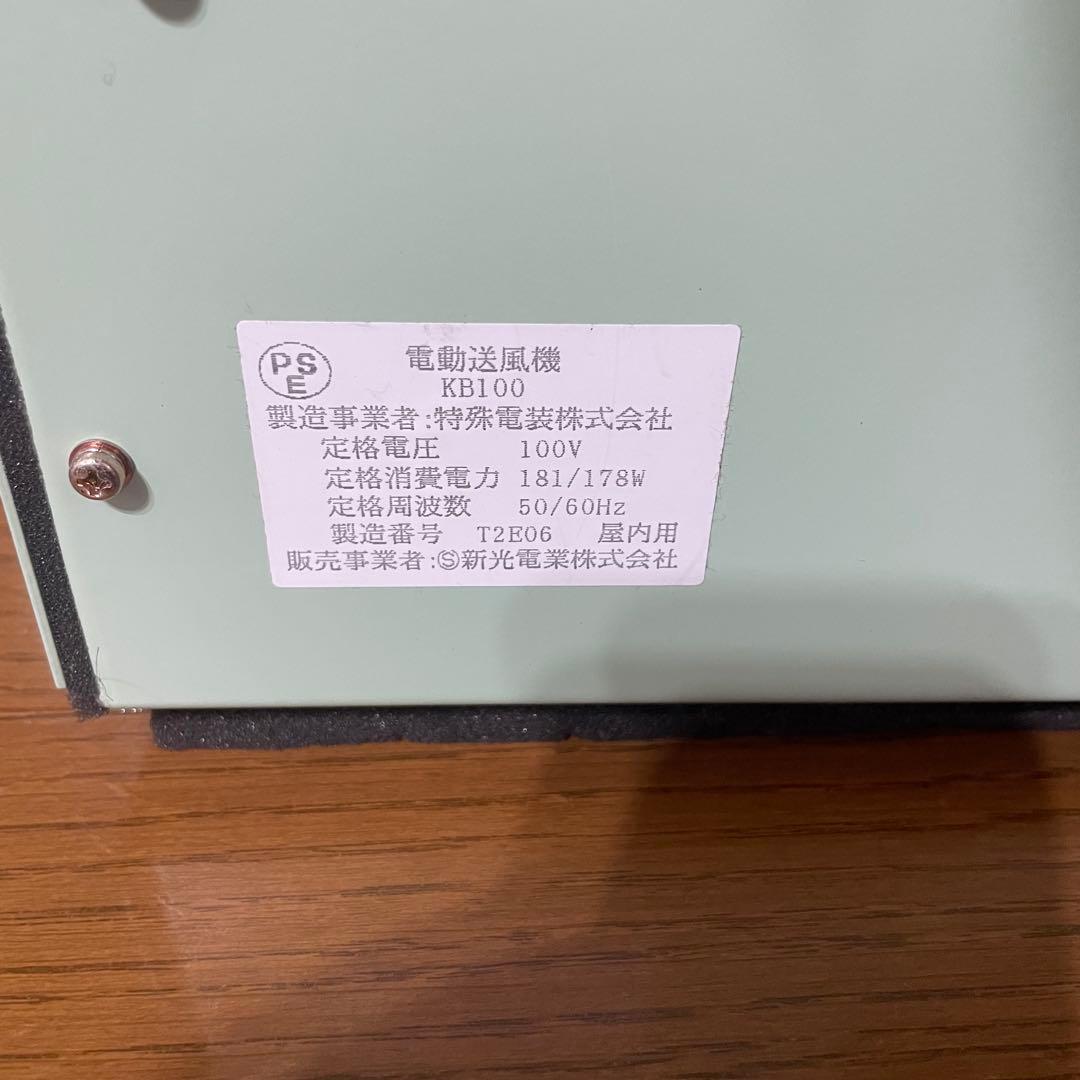 PSE 電動送風機
KB100
製造事業者:特殊電装株式会社
定格電圧 100V
定格消費電力 181/178W
定格周波数 50/60Hz
製造番号 T2E06 屋内用
販売事業者:Ⓢ新光電業株式会社